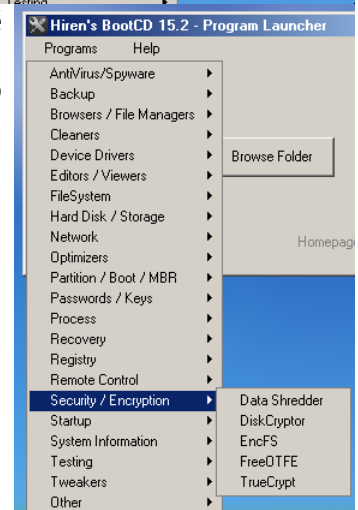 Testing
Hiren's BootCD 15.2 - Program Launcher
Programs Help
AntiVirus/Spyware
Backup
Browsers / File Managers
Cleaners
Device Drivers
Browse Folder
Editors / Viewers
FileSystem
Hard Disk / Storage
Network
Homepage
Optimizers
Partition / Boot / MBR
Passwords / Keys
Process
Recovery
Registry
Remote Control
Security / Encryption
Data Shredder
Startup
DiskCryptor
System Information
EncFS
Testing
FreeOTFE
Tweakers
TrueCrypt
Other